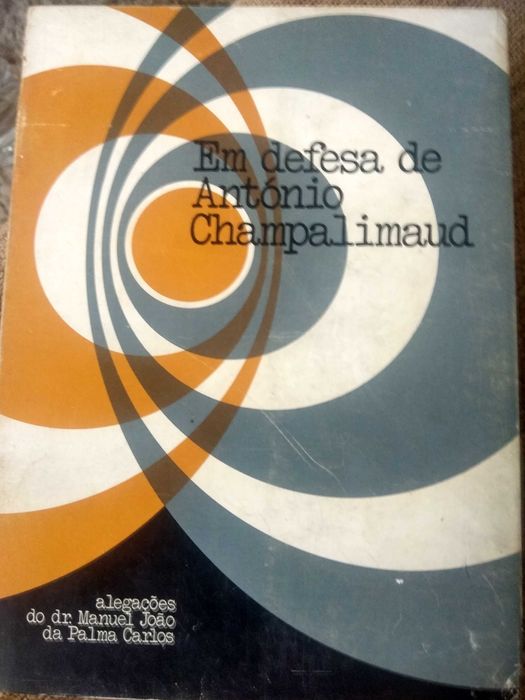 Em defesa de
António
Champalimaud
alegações
do dr. Manuel João
da Palma Carlos